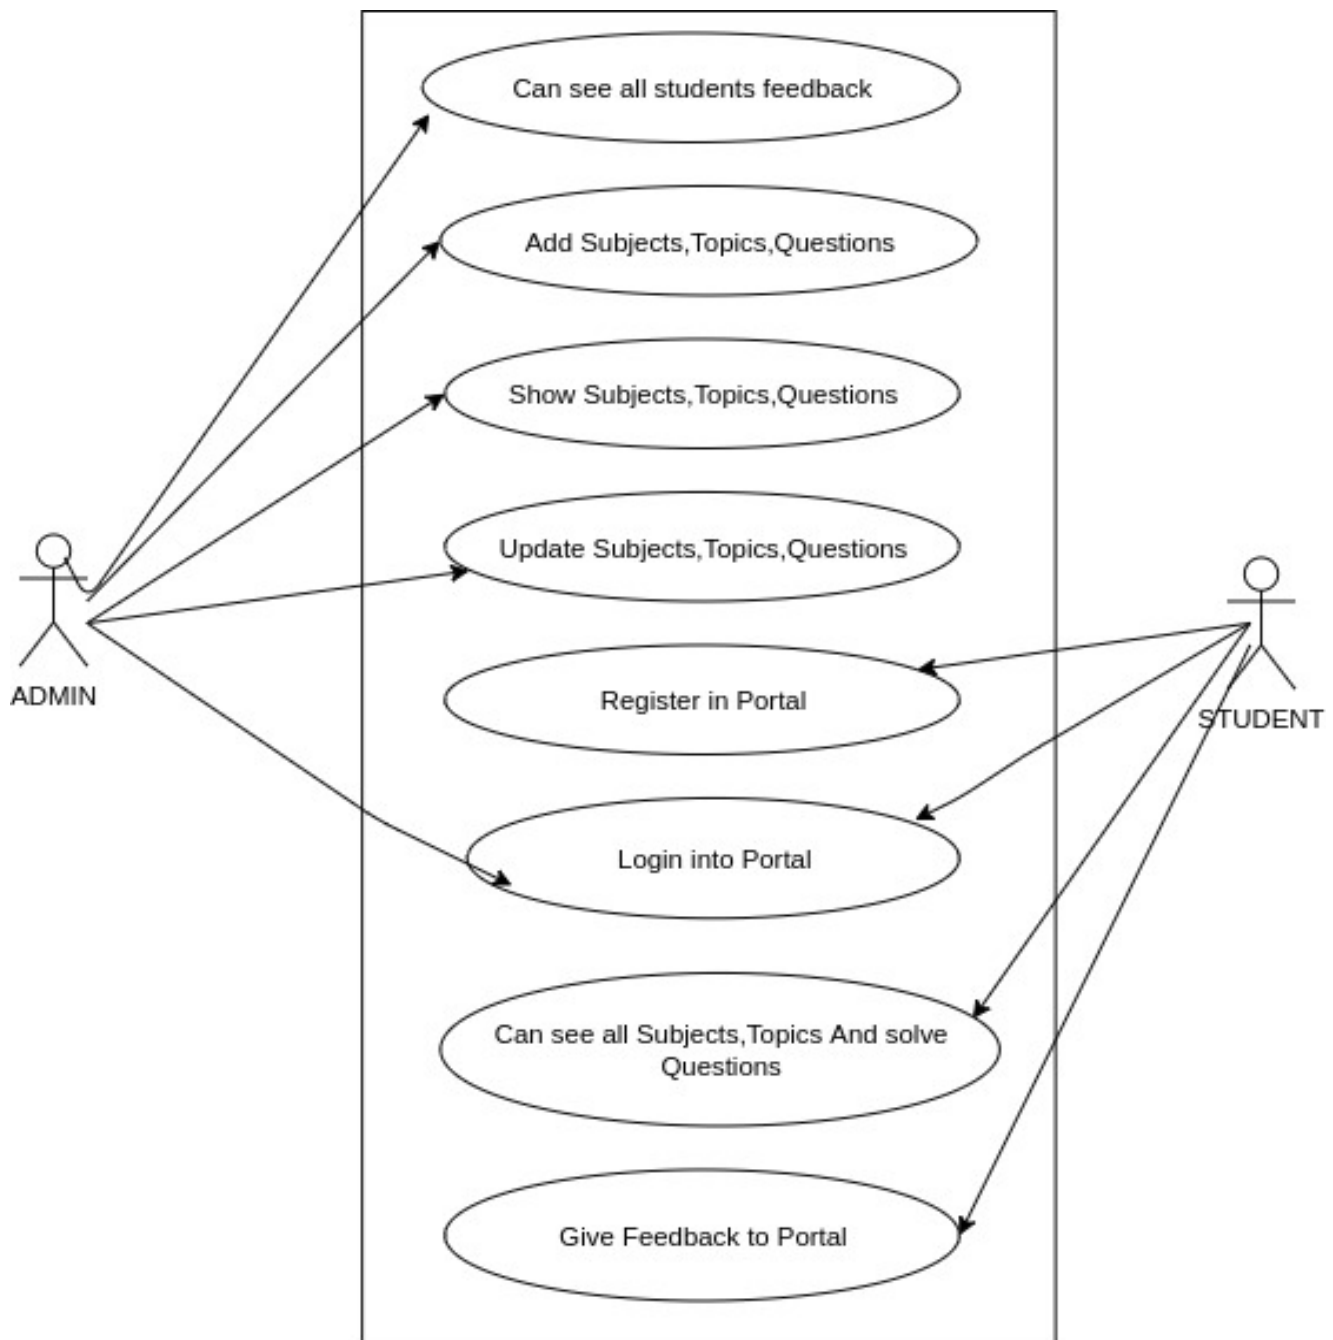 Can see all students feedback
Add Subjects,Topics,Questions
Show Subjects,Topics,Questions
Update Subjects,Topics,Questions
ADMIN
Register in Portal
STUDENT
Login into Portal
Can see all Subjects,Topics And solve
Questions
Give Feedback to Portal